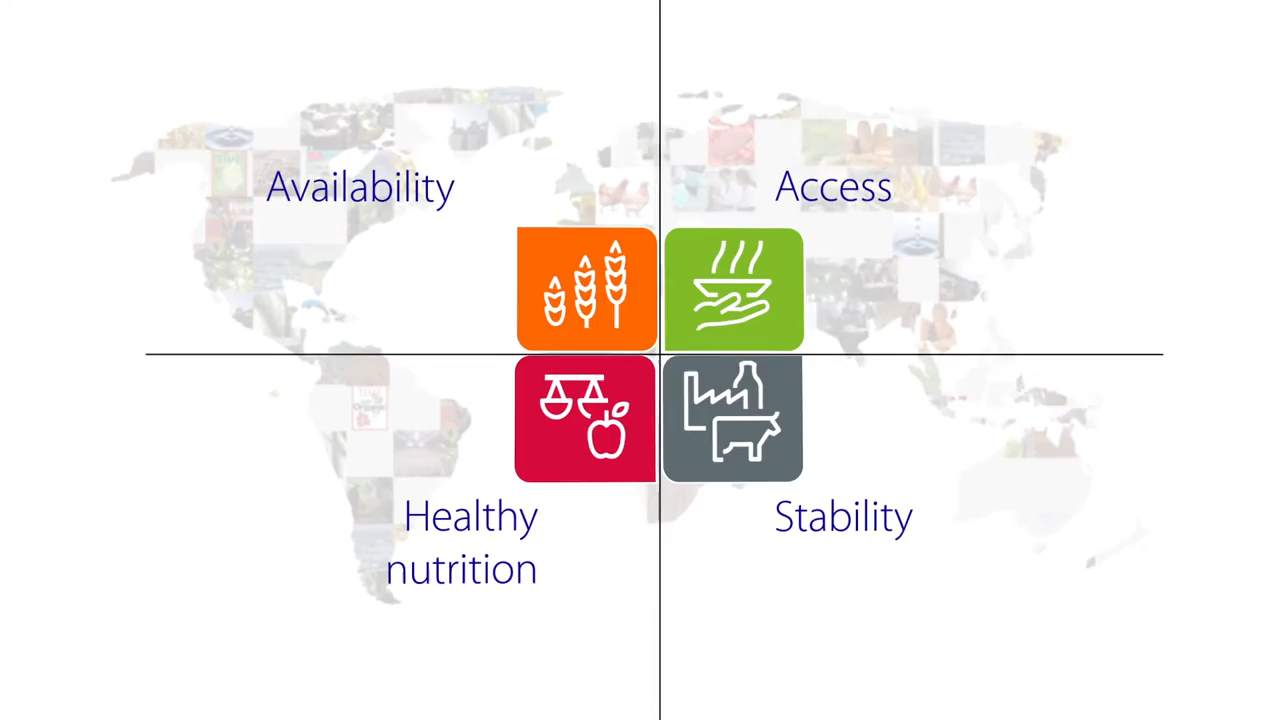 Availability
Access
Healthy
nutrition
Stability